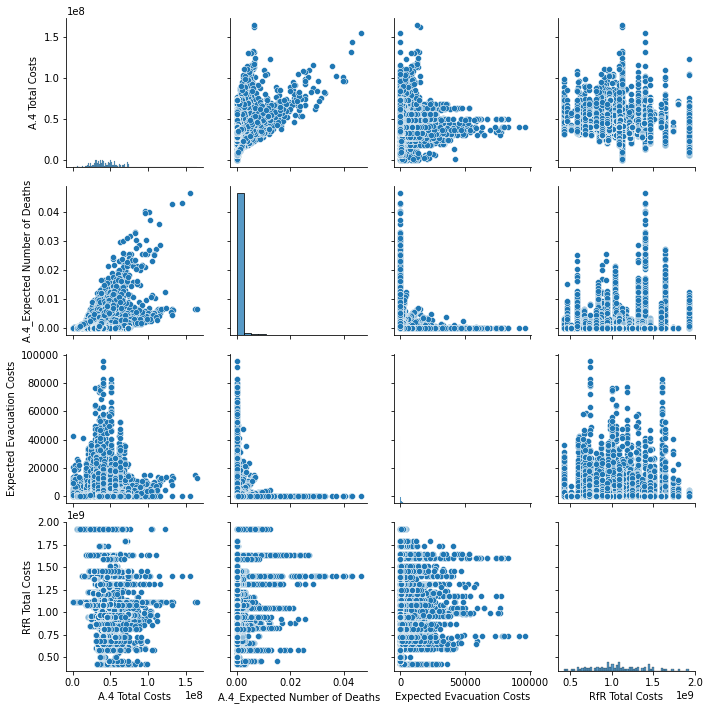 1e8
1.5
1.0
0.5
0.0
A.4 Total Costs
0.04
0.03
0.02
0.01
0.00
A.4_Expected Number of Deaths
100000
80000
60000
40000
20000
0
Expected Evacuation Costs
1e9
2.00
1.75
1.50
1.25
1.00
0.75
0.50
RfR Total Costs
0.0 0.5 1.0 1.5
A.4 Total Costs 1e8
0.00 0.02 0.04
A.4_Expected Number of Deaths
0 50000 100000
Expected Evacuation Costs
0.5 1.0 1.5 2.0
RfR Total Costs 1e9